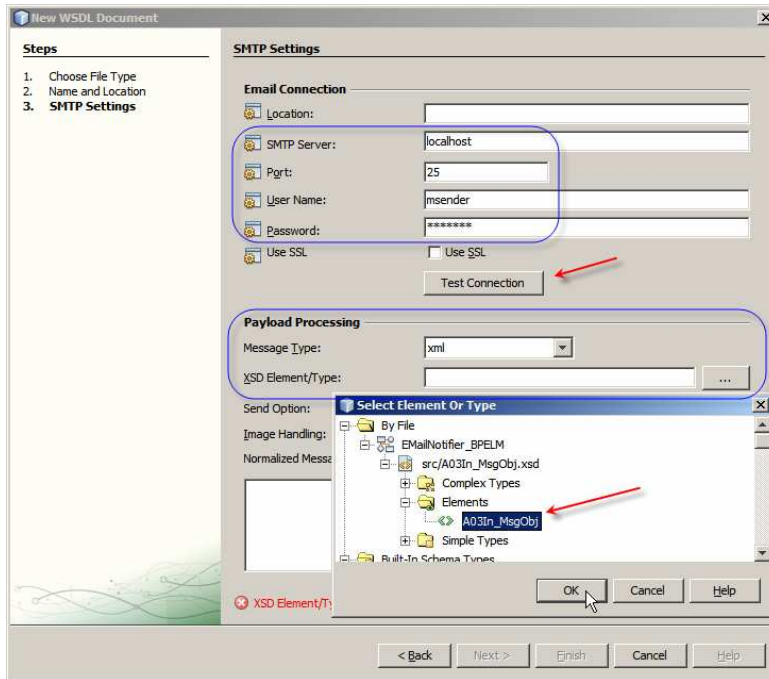 New WSDL Document
Steps
1. Choose File Type
2. Name and Location
3. SMTP Settings
SMTP Settings
Email Connection
Location:
SMTP Server: localhost
Port: 25
User Name: msender
Password: *******
Use SSL Use SSL
Test Connection
Payload Processing
Message Type: xml
XSD Element/Type: ...
Send Option:
Image Handling:
Normalized Messa
Select Element Or Type
By File
EMailNotifier_BPELM
src/A03In_MsgObj.xsd
Complex Types
Elements
<> A03In_MsgObj
Simple Types
Built-In Schema Types
OK Cancel Help
XSD Element/Ty
< Back Next > Finish Cancel Help